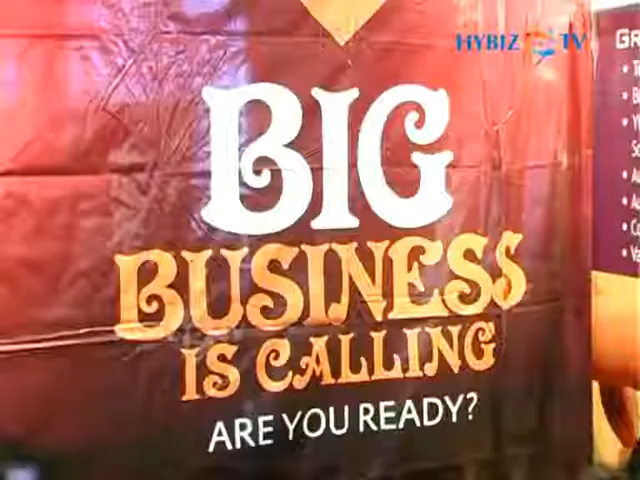 HYBIZ TV
BIG
BUSINESS
IS CALLING
ARE YOU READY?